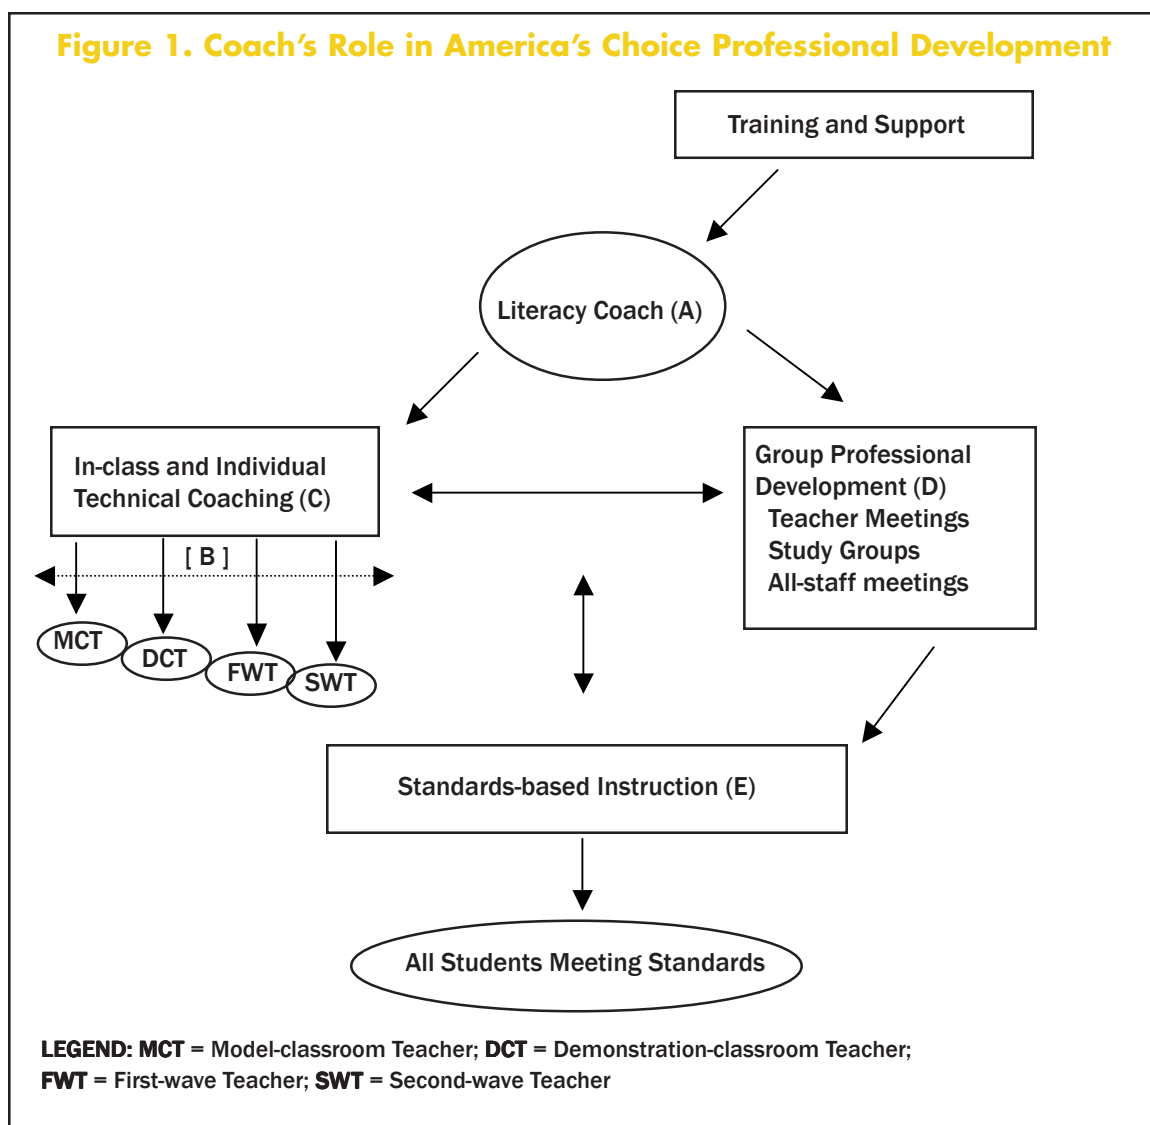 Figure 1. Coach's Role in America's Choice Professional Development
Training and Support
Literacy Coach (A)
In-class and Individual
Technical Coaching (C)
Group Professional
Development (D)
Teacher Meetings
Study Groups
All-staff meetings
[ B ]
MCT
DCT
FWT
SWT
Standards-based Instruction (E)
All Students Meeting Standards
LEGEND: MCT = Model-classroom Teacher; DCT = Demonstration-classroom Teacher;
FWT = First-wave Teacher; SWT = Second-wave Teacher